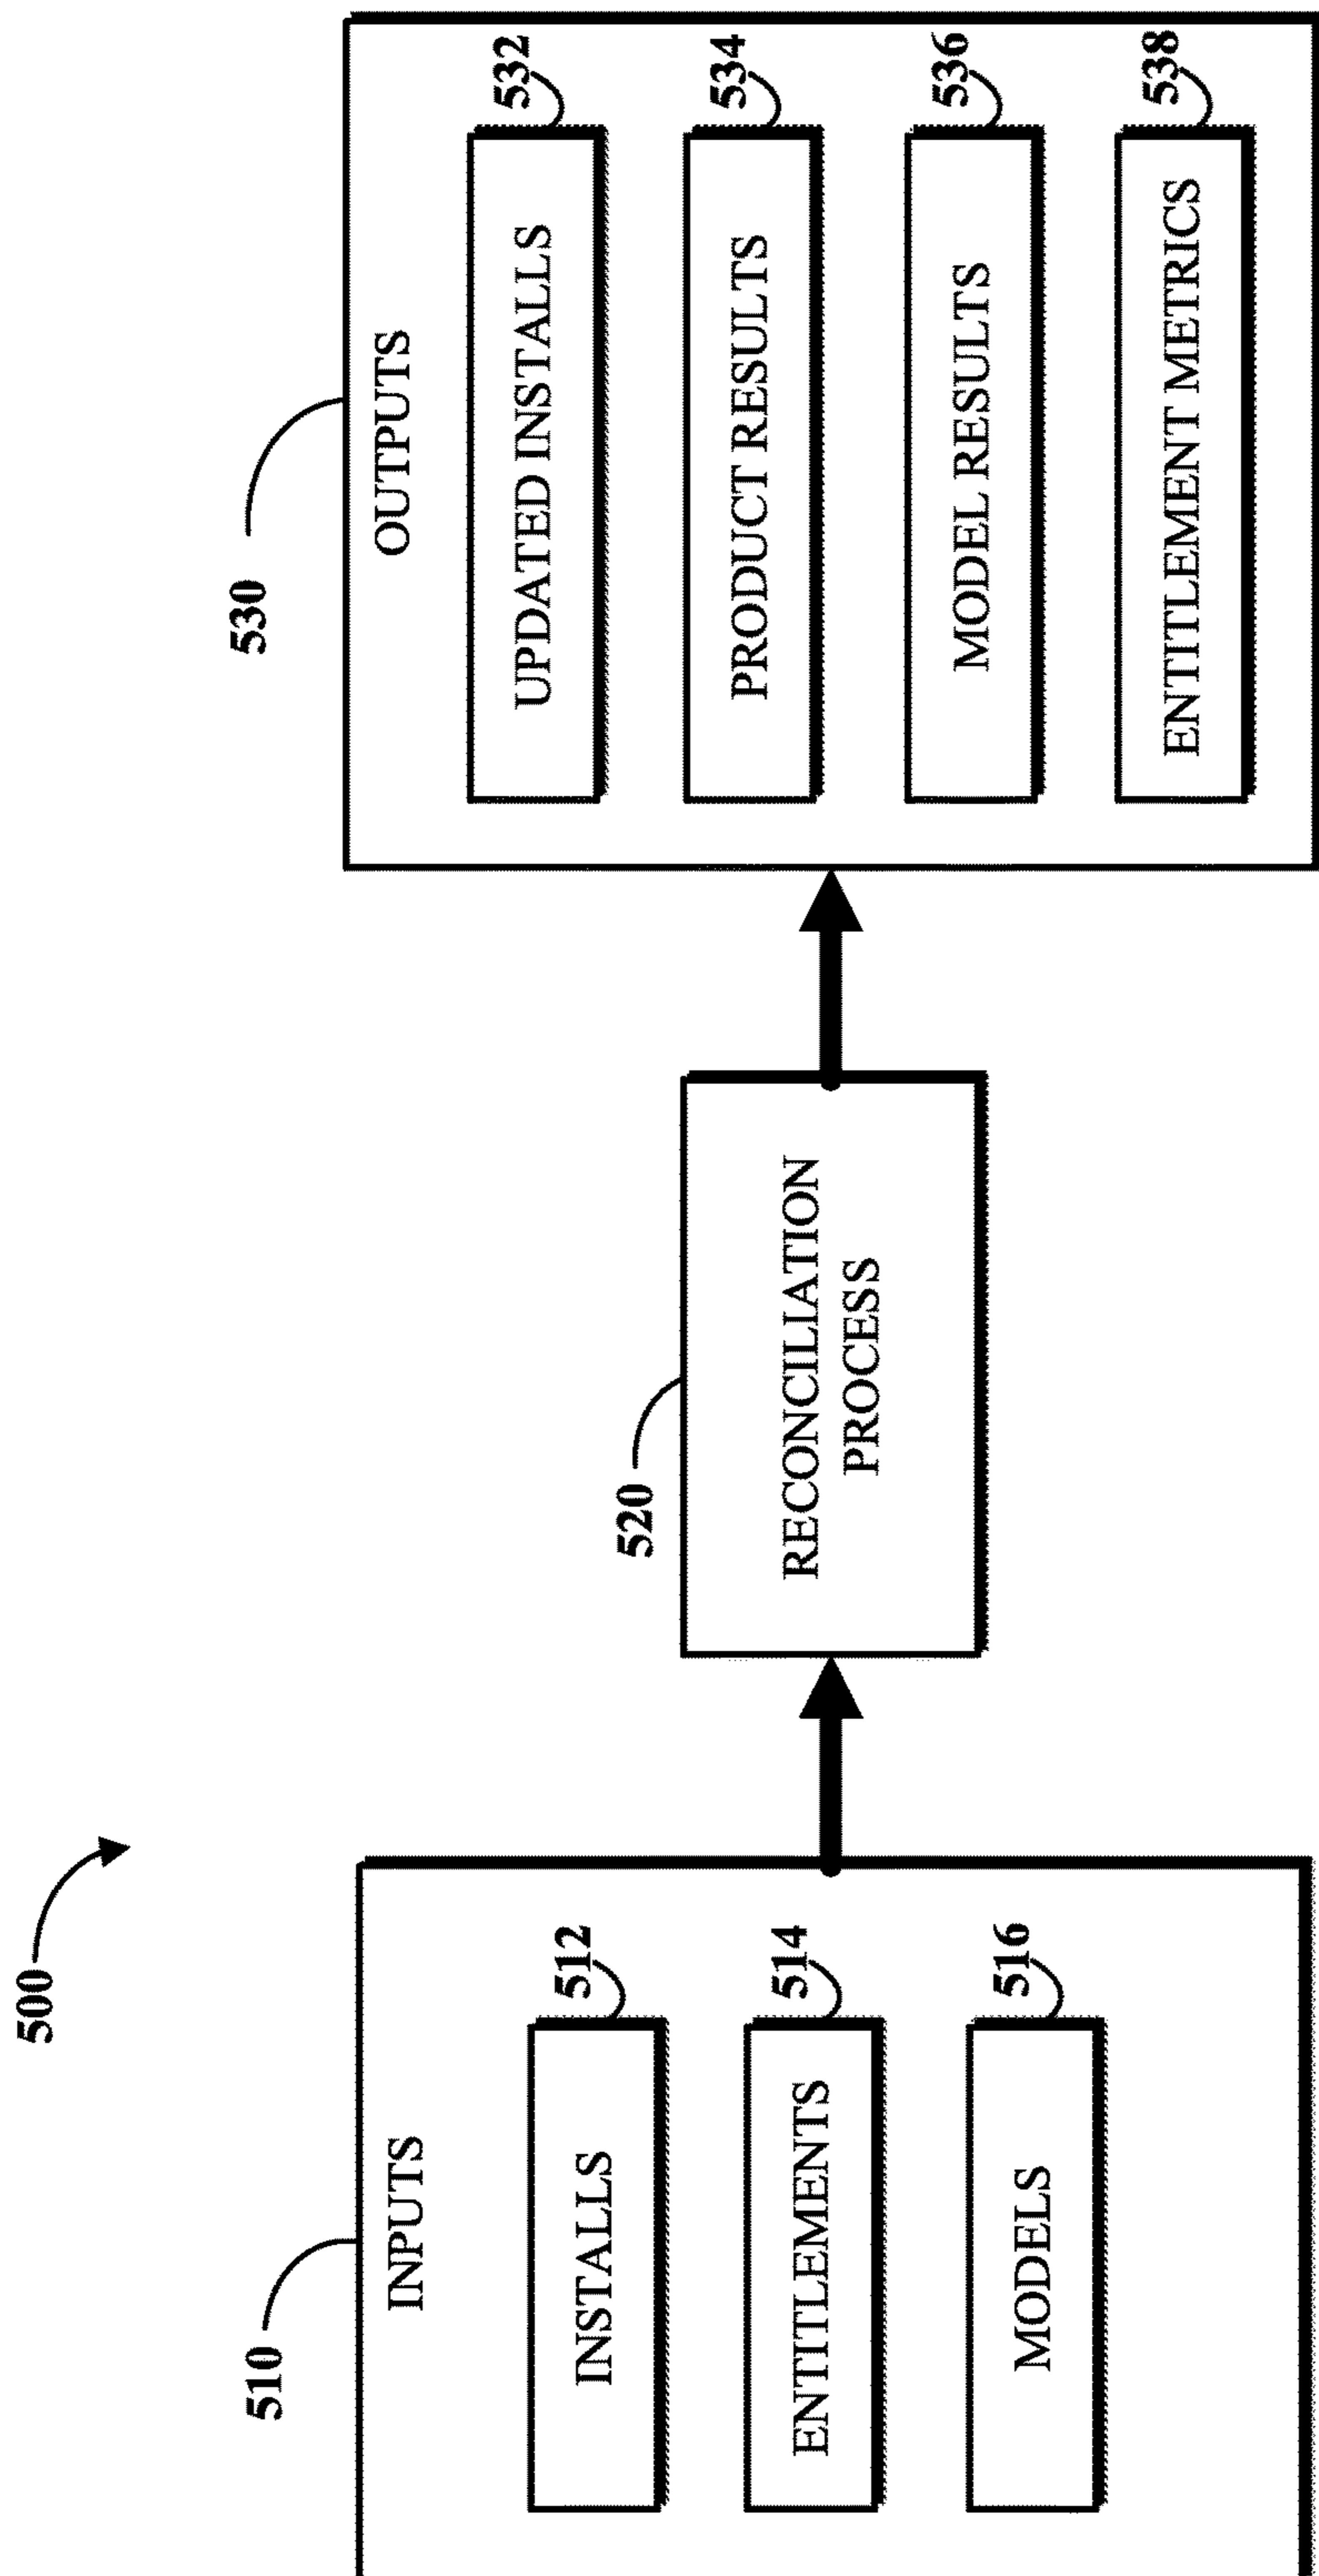 500
510
INPUTS
INSTALLS
512
ENTITLEMENTS
514
MODELS
516
520
RECONCILIATION
PROCESS
530
OUTPUTS
UPDATED INSTALLS
532
PRODUCT RESULTS
534
MODEL RESULTS
536
ENTITLEMENT METRICS
538